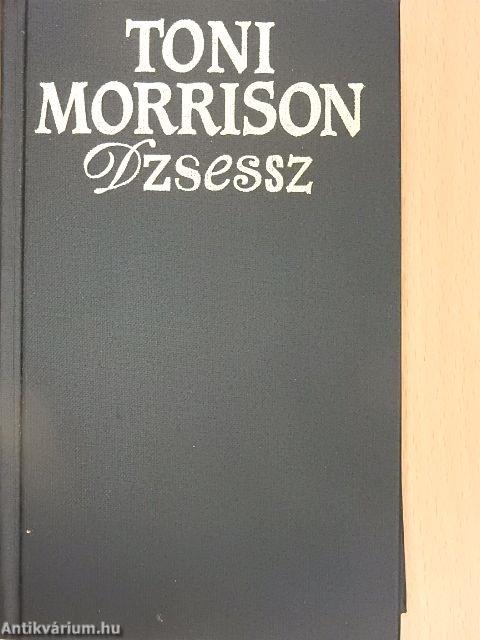 TONI
MORRISON
Dzsessz
Antikvárium.hu